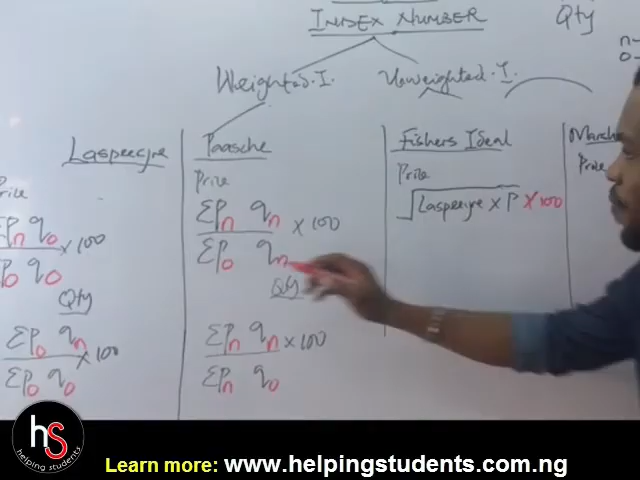 INDEX NUMBER
Qty
n-
o-
Weighted.I.
Unweighted.I.
Laspeeyre
rice
Σpn qo
Σpo qo × 100
Qty
Σpo qn
Σpo qo × 100
Paasche
Price
Σpn qn
Σpo qn × 100
Qty
Σpn qn
Σpn qo × 100
Fishers Ideal
Price
√Laspeeyre × P × 100
Marsh
Price
hs
helping students
Learn more: www.helpingstudents.com.ng